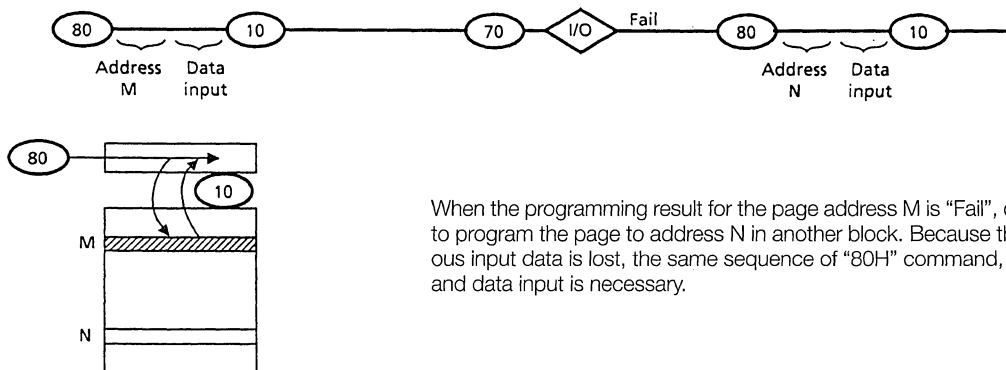 80 10 70 I/O Fail 80 10
Address Data Address Data
M input N input
80
10
M
N
When the programming result for the page address M is “Fail”,
to program the page to address N in another block. Because
ous input data is lost, the same sequence of “80H” command,
and data input is necessary.